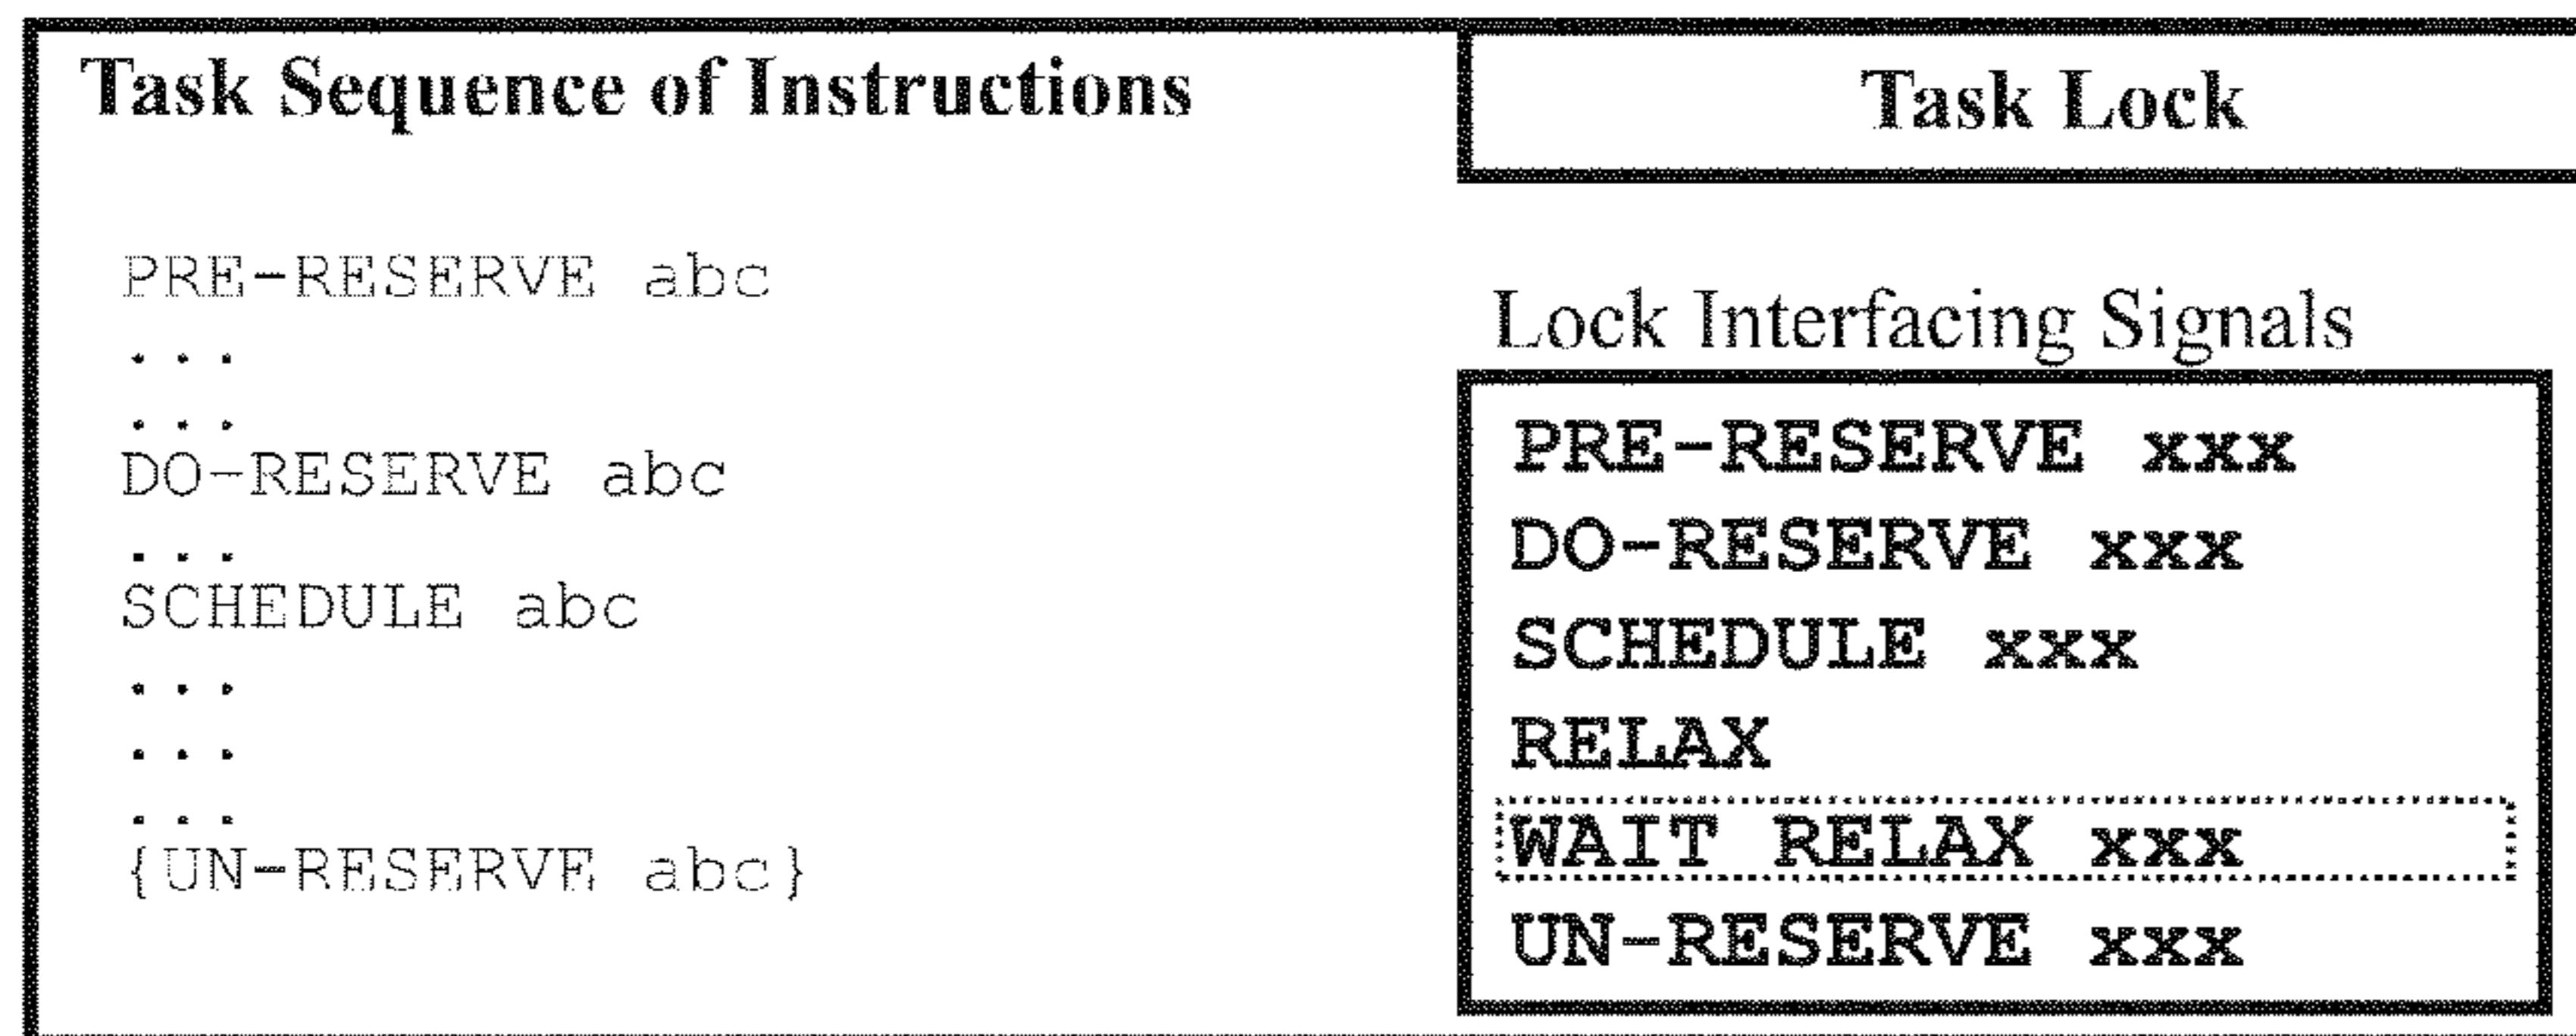 Task Sequence of Instructions
PRE-RESERVE abc
...
...
DO-RESERVE abc
...
SCHEDULE abc
...
...
...
{UN-RESERVE abc}
Task Lock
Lock Interfacing Signals
PRE-RESERVE xxx
DO-RESERVE xxx
SCHEDULE xxx
RELAX
WAIT RELAX xxx
UN-RESERVE xxx